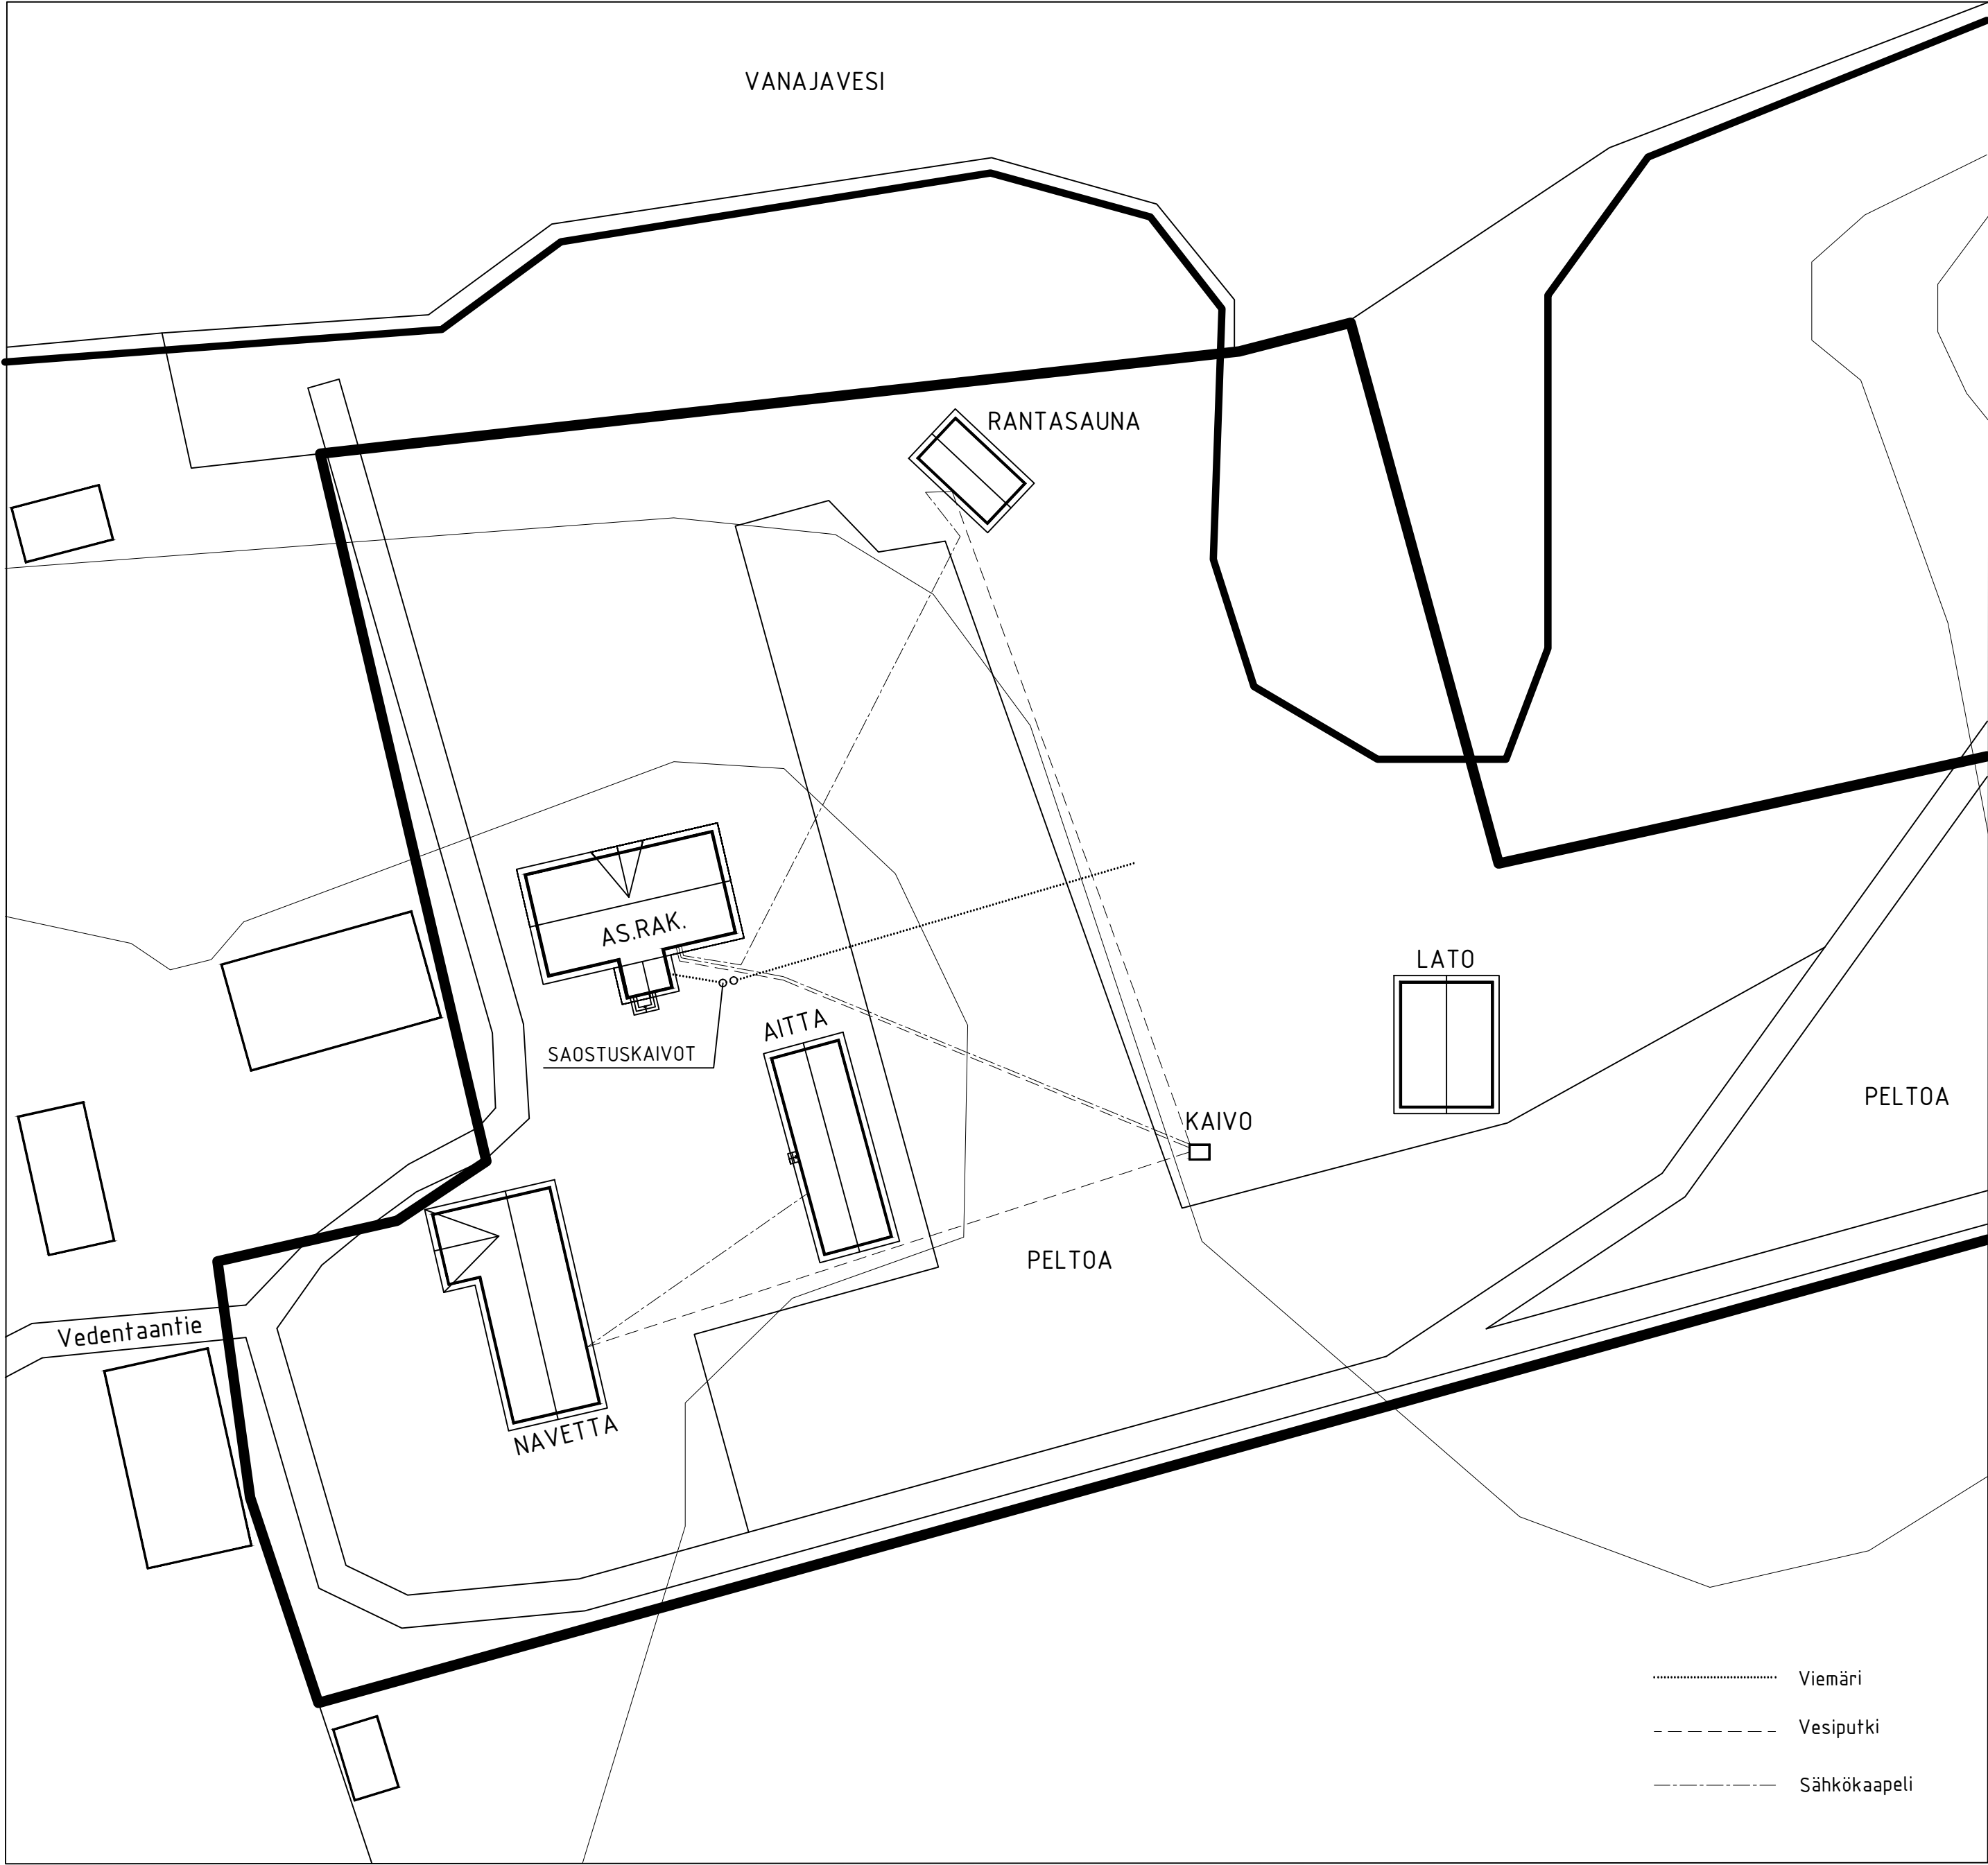 VANAJAVESI
RANTASAUNA
AS.RAK.
LATO
AITTA
SAOSTUSKAIVOT
PELTOA
KAIVO
PELTOA
Vedentaantie
NAVETTA
Viemäri
Vesiputki
Sähkökaapeli